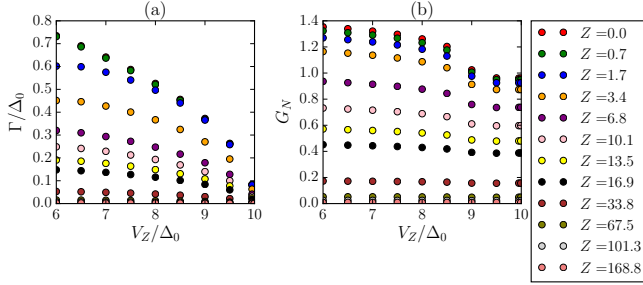 (a)
(b)
0.8
0.7
0.6
0.5
0.4
0.3
0.2
0.1
0.0
Γ/Δ₀
6 7 8 9 10
V_Z/Δ₀
1.4
1.2
1.0
0.8
0.6
0.4
0.2
0.0
G_N
6 7 8 9 10
V_Z/Δ₀
Z = 0.0
Z = 0.7
Z = 1.7
Z = 3.4
Z = 6.8
Z = 10.1
Z = 13.5
Z = 16.9
Z = 33.8
Z = 67.5
Z = 101.3
Z = 168.8